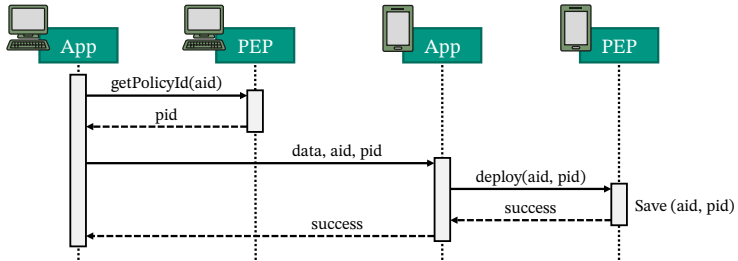 App
PEP
App
PEP
getPolicyId(aid)
pid
data, aid, pid
deploy(aid, pid)
success
Save (aid, pid)
success